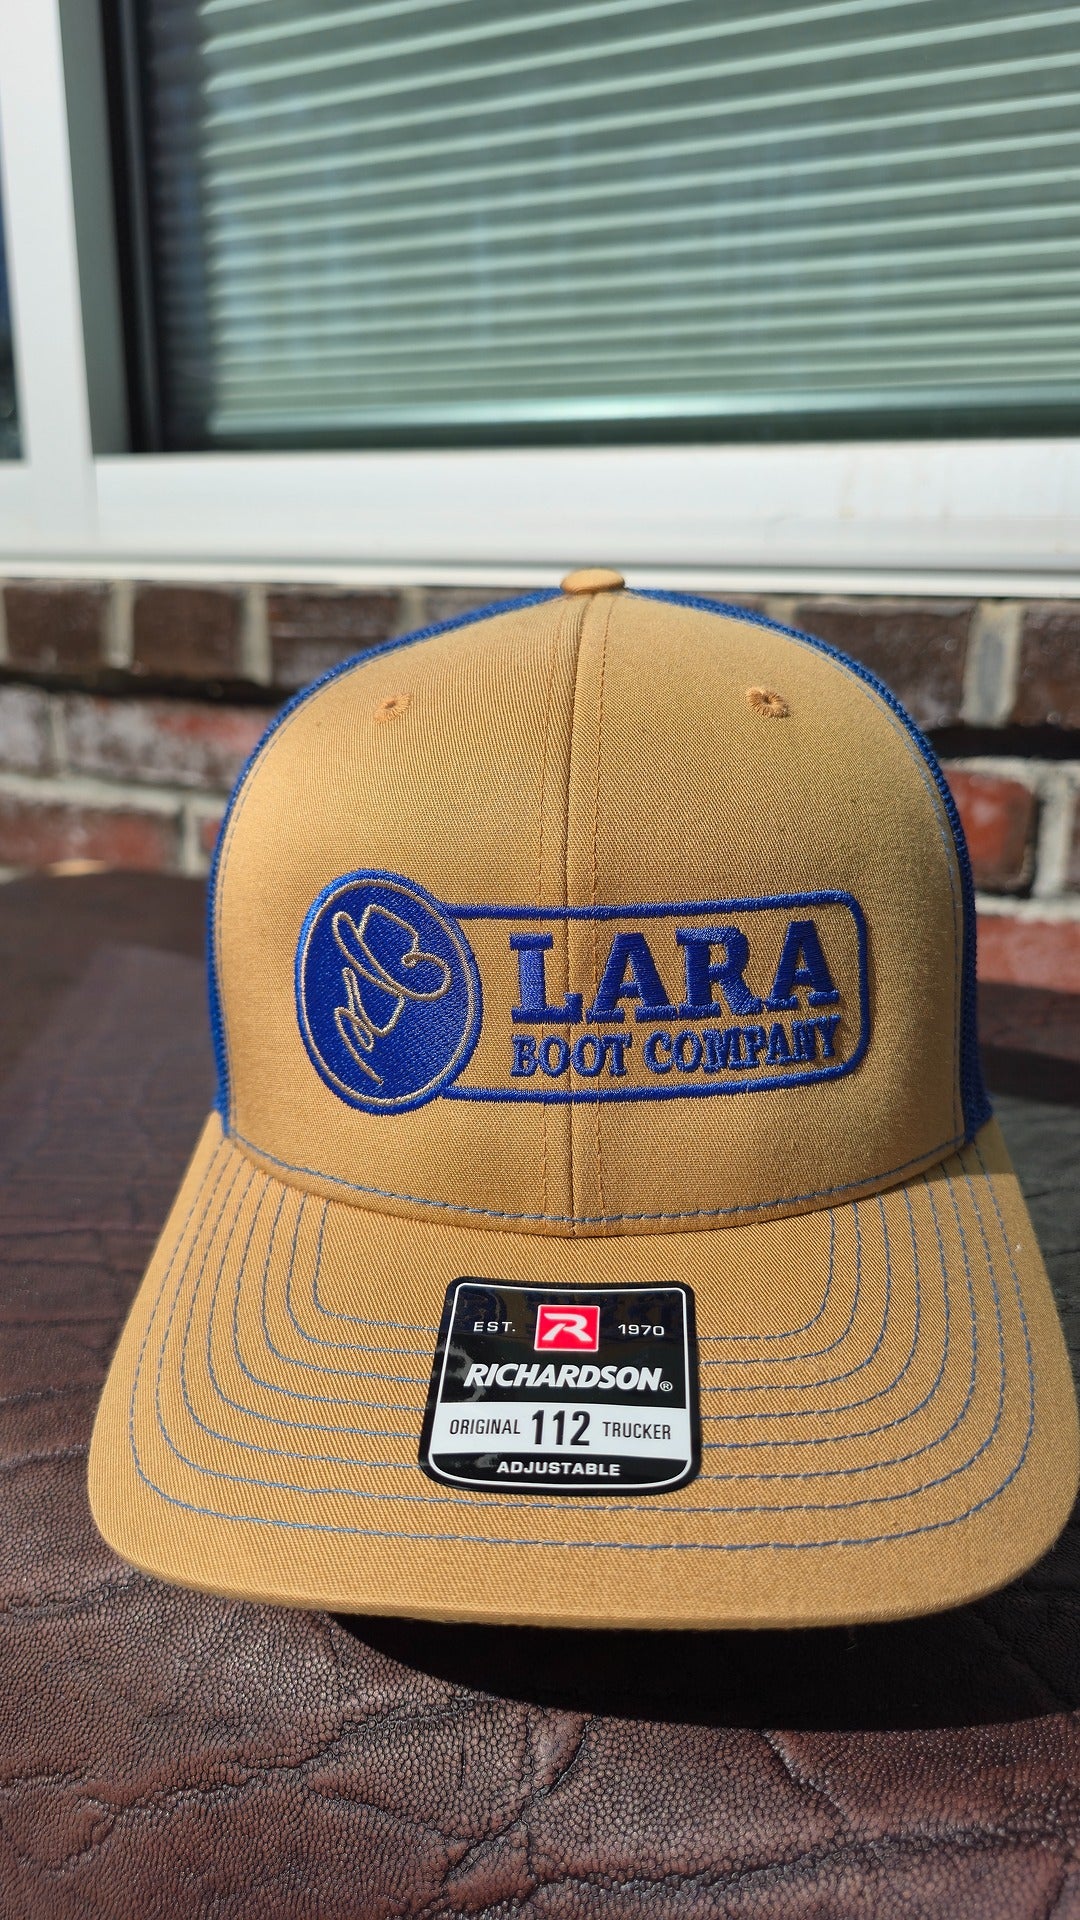 LARA
BOOT COMPANY
EST. R 1970
RICHARDSON®
ORIGINAL 112 TRUCKER
ADJUSTABLE